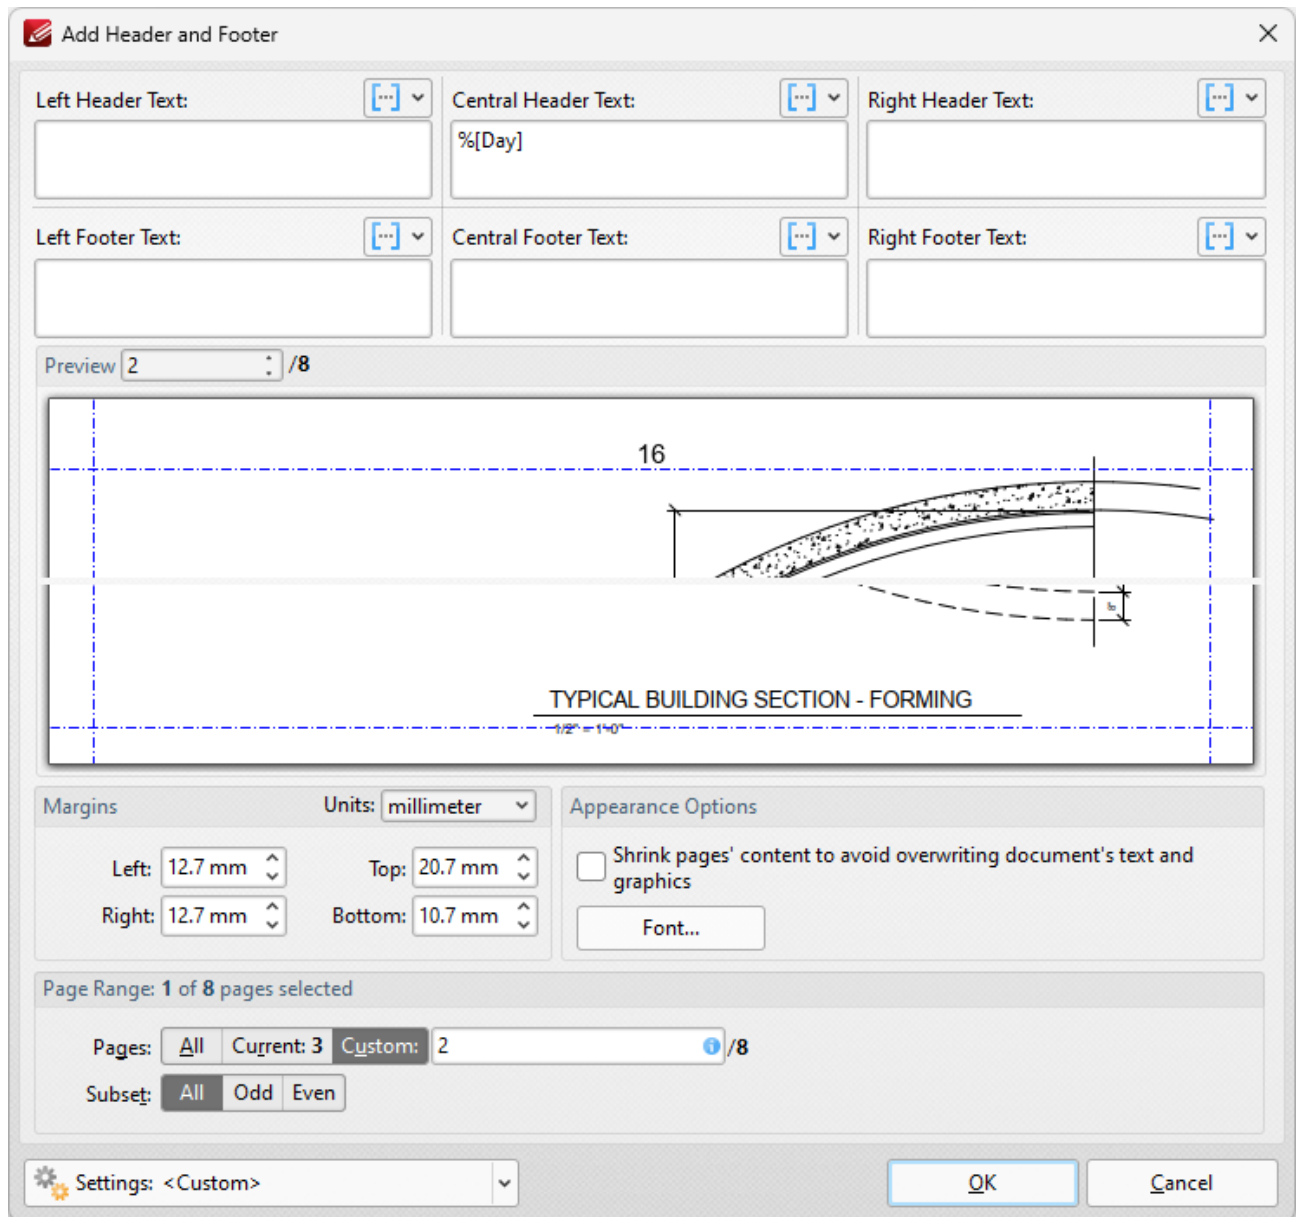 Add Header and Footer
Left Header Text:
Central Header Text:
Right Header Text:
%[Day]
Left Footer Text:
Central Footer Text:
Right Footer Text:
Preview 2 /8
16
TYPICAL BUILDING SECTION - FORMING
1/2" = 1'-0"
Margins
Units: millimeter
Appearance Options
Left: 12.7 mm
Top: 20.7 mm
Shrink pages' content to avoid overwriting document's text and
graphics
Right: 12.7 mm
Bottom: 10.7 mm
Font...
Page Range: 1 of 8 pages selected
Pages: All Current: 3 Custom: 2 /8
Subset: All Odd Even
Settings: <Custom>
OK
Cancel